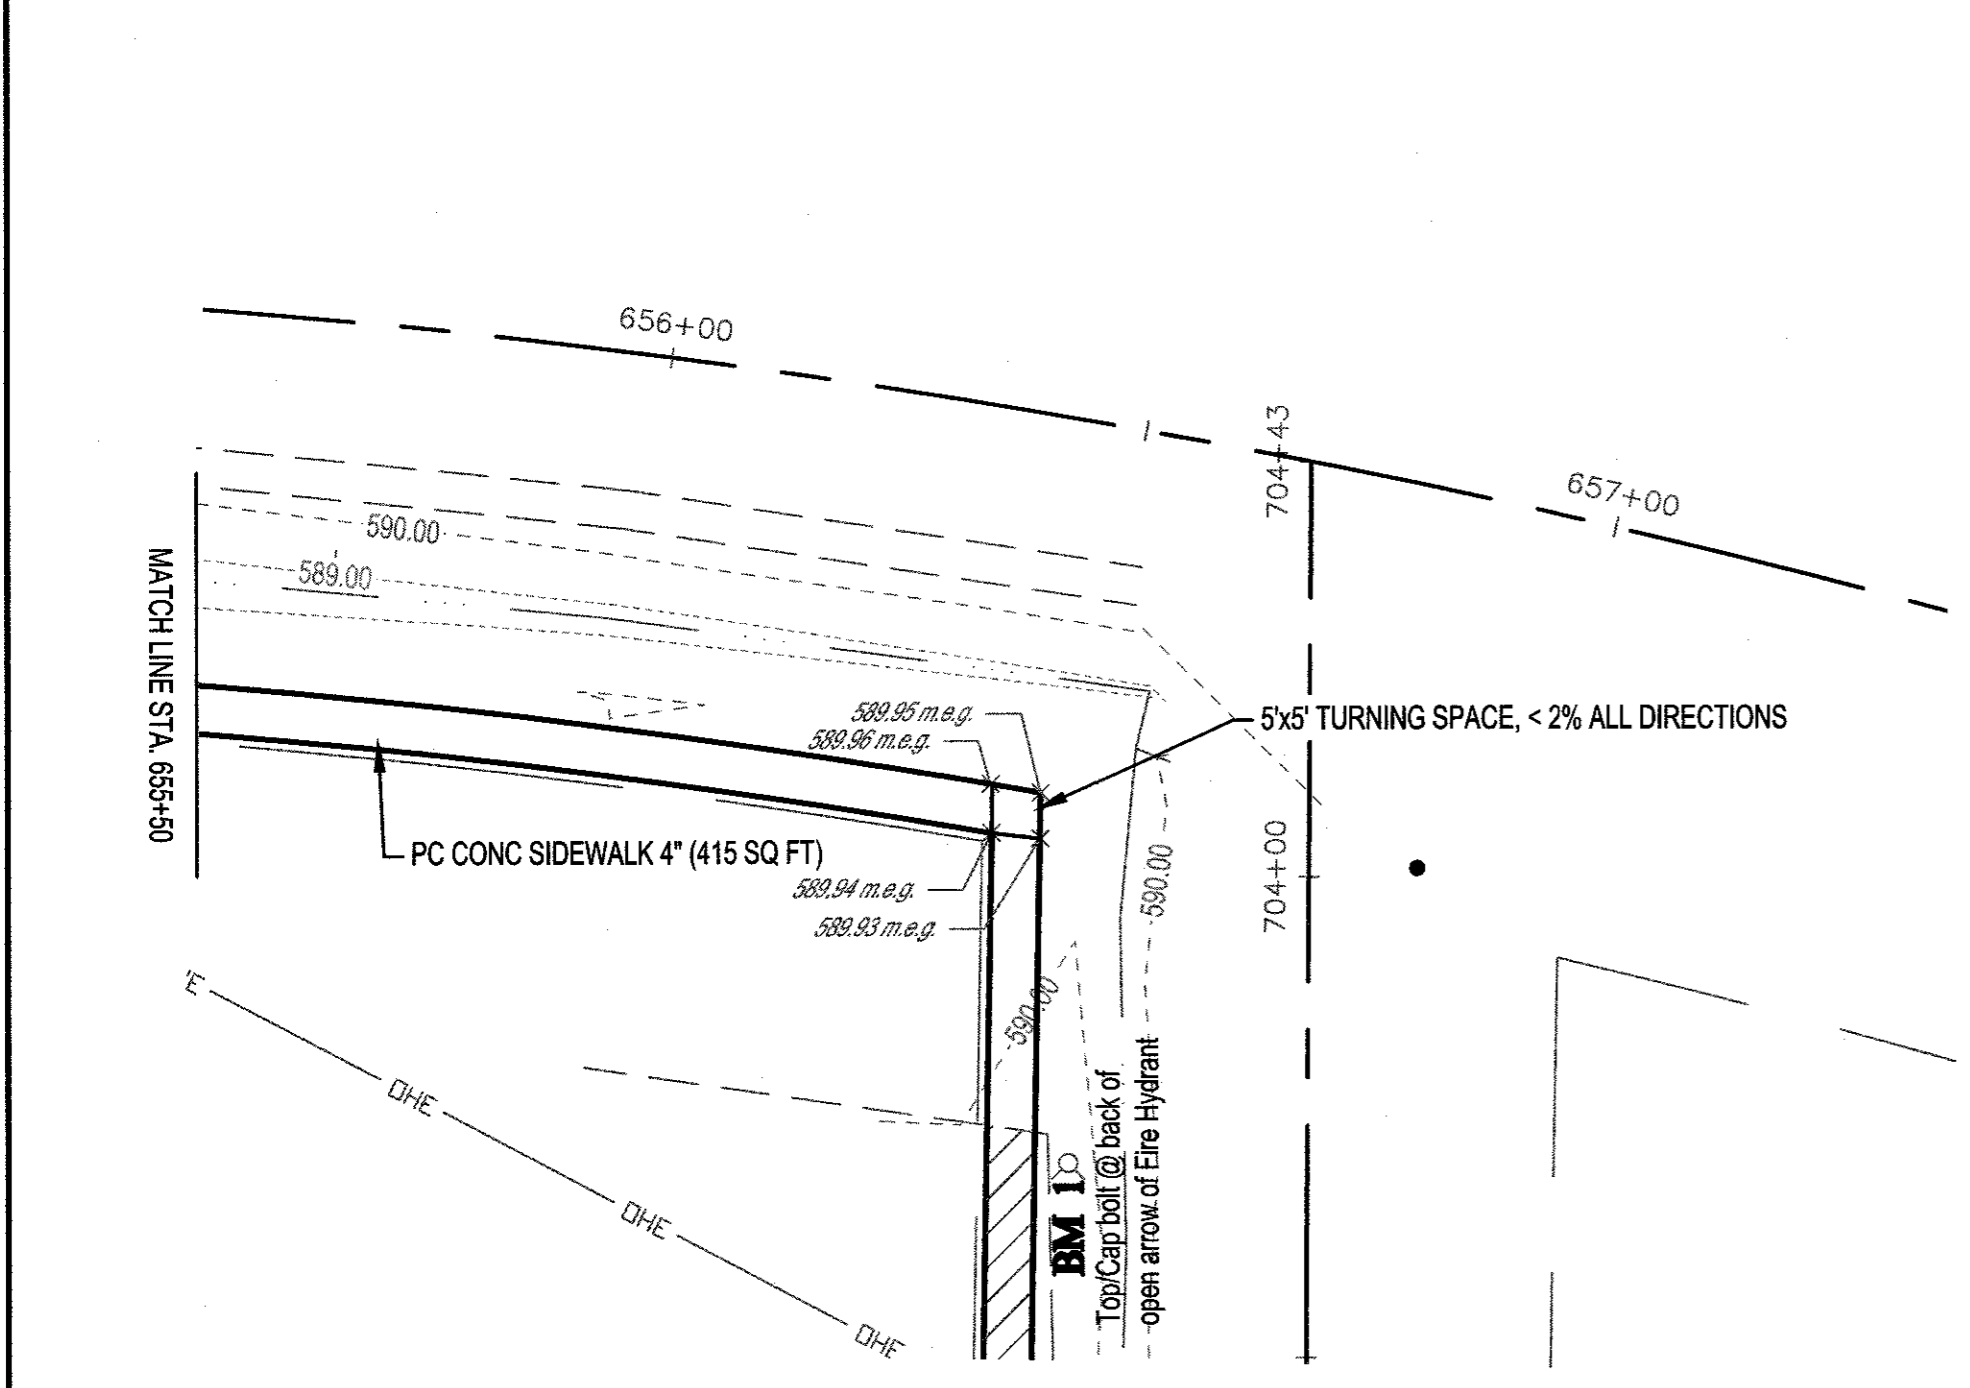 656+00
704+43
657+00
590.00
589.00
MATCH LINE STA. 655+50
589.95 m.e.g.
589.96 m.e.g.
5'x5' TURNING SPACE, < 2% ALL DIRECTIONS
PC CONC SIDEWALK 4" (415 SQ FT)
589.94 m.e.g.
589.93 m.e.g.
590.00
704+00
590.00
'E
OHE
OHE
OHE
BM 1
Top/Cap bolt @ back of
open arrow of Fire Hydrant